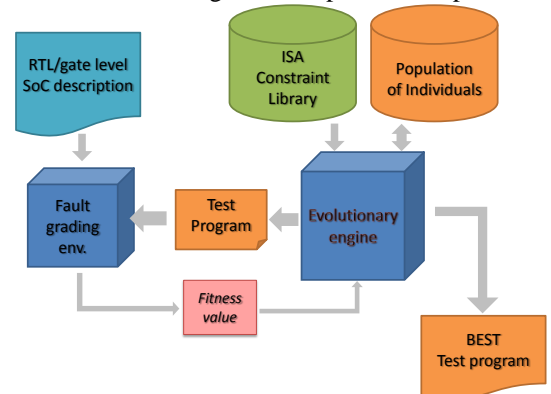 RTL/gate level
SoC description
ISA
Constraint
Library
Population
of Individuals
Fault
grading
env.
Test
Program
Evolutionary
engine
Fitness
value
BEST
Test program